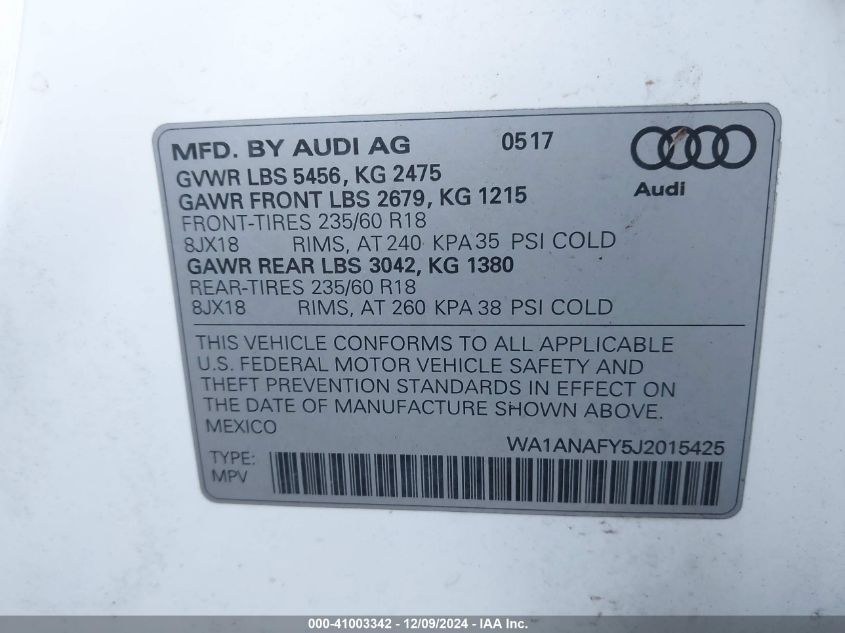 MFD. BY AUDI AG 0517
Audi
GVWR LBS 5456, KG 2475
GAWR FRONT LBS 2679, KG 1215
FRONT-TIRES 235/60 R18
8JX18 RIMS, AT 240 KPA 35 PSI COLD
GAWR REAR LBS 3042, KG 1380
REAR-TIRES 235/60 R18
8JX18 RIMS, AT 260 KPA 38 PSI COLD
THIS VEHICLE CONFORMS TO ALL APPLICABLE
U.S. FEDERAL MOTOR VEHICLE SAFETY AND
THEFT PREVENTION STANDARDS IN EFFECT ON
THE DATE OF MANUFACTURE SHOWN ABOVE.
MEXICO
WA1ANAFY5J2015425
TYPE:
MPV
000-41003342 - 12/09/2024 - IAA Inc.